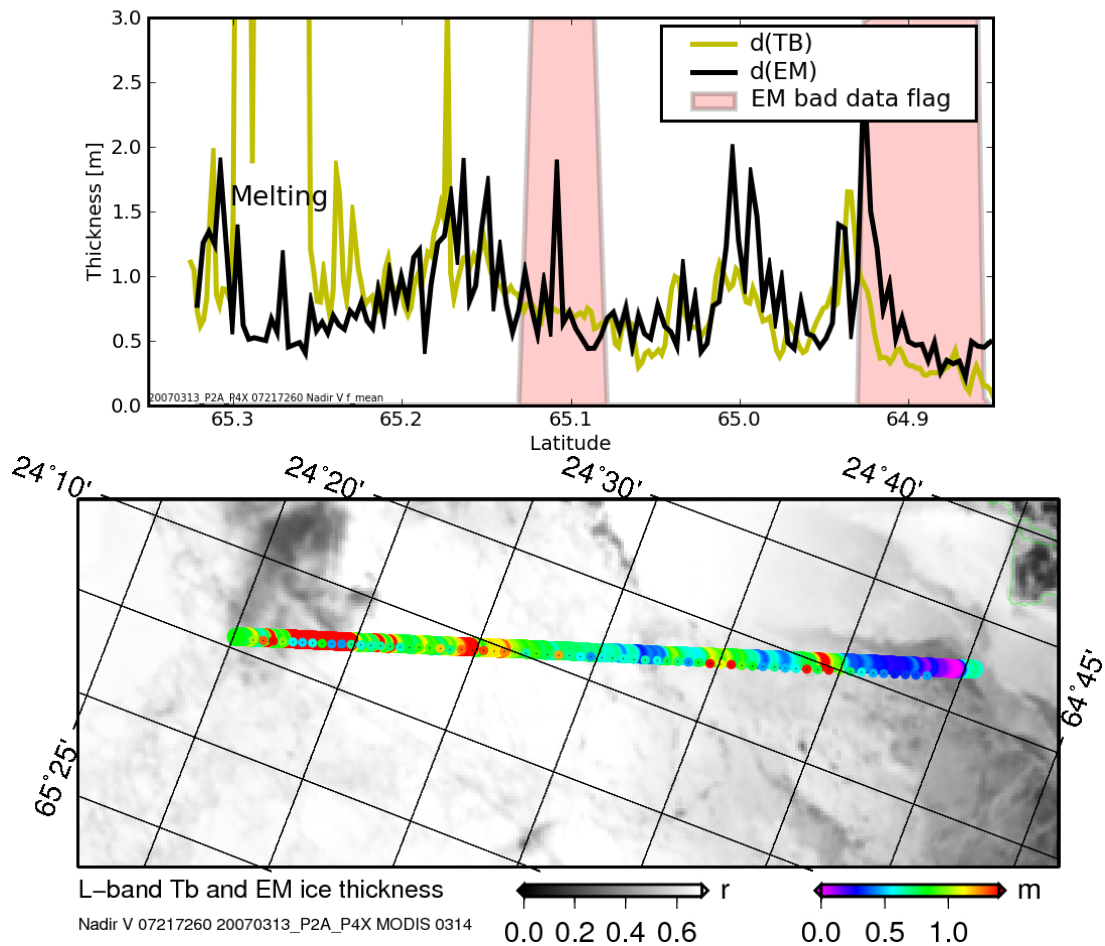 3.0
d(TB)
d(EM)
EM bad data flag
2.5
2.0
Melting
1.5
Thickness [m]
1.0
0.5
0.0
20070313_P2A_P4X 07217260 Nadir V f_mean
65.3 65.2 65.1 65.0 64.9
Latitude
24°10' 24°20' 24°30' 24°40'
65°25' 64°45'
L−band Tb and EM ice thickness
r
m
Nadir V 07217260 20070313_P2A_P4X MODIS 0314
0.0 0.2 0.4 0.6
0.0 0.5 1.0